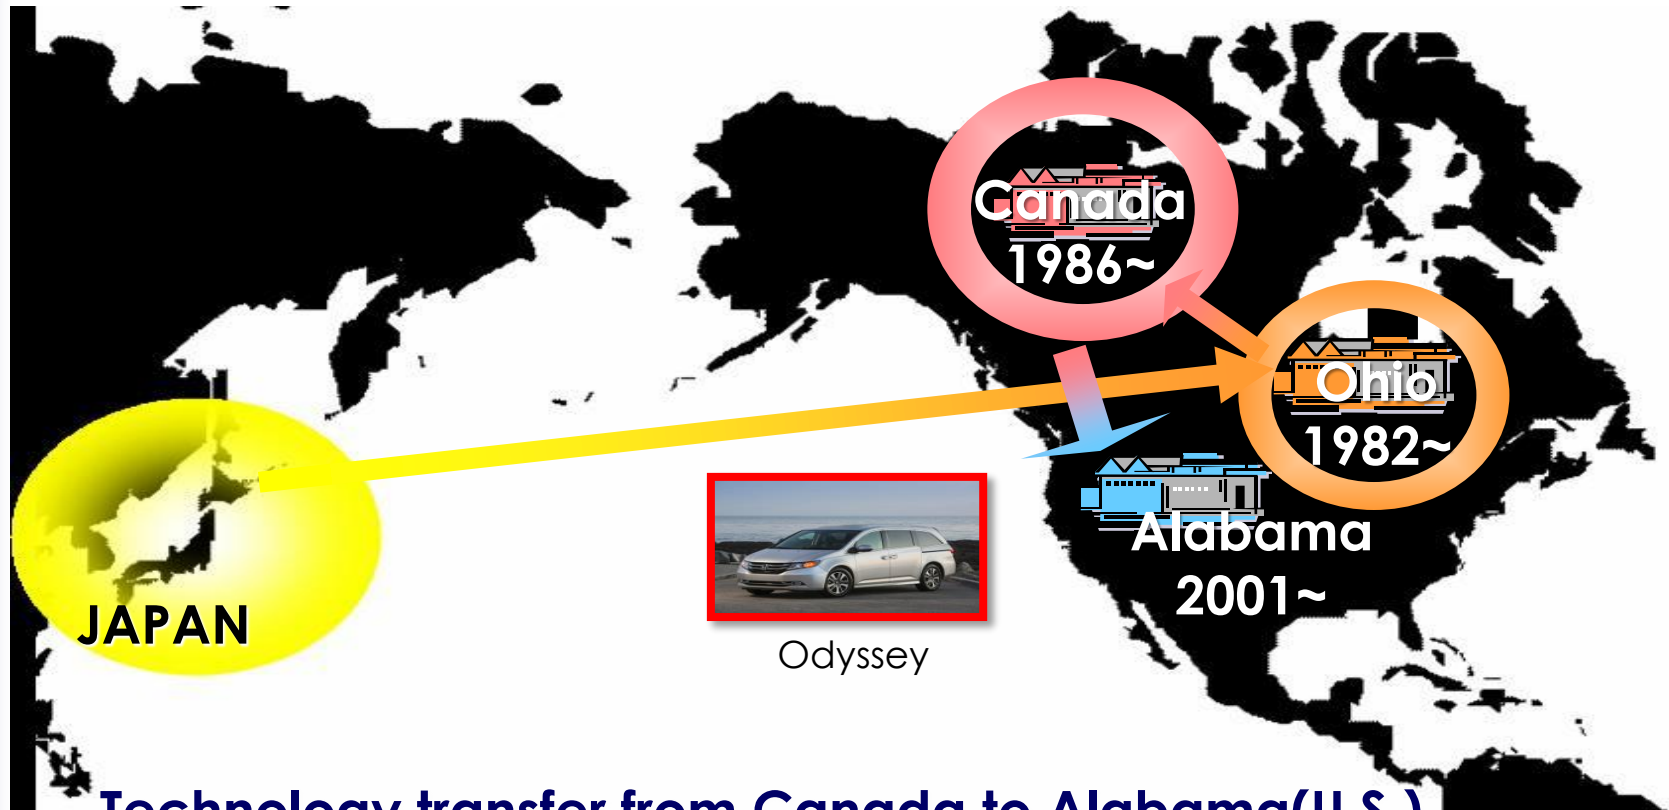 Canada
1986~
Ohio
1982~
Alabama
2001~
JAPAN
Odyssey
Technology transfer from Canada to Alabama(U.S.)